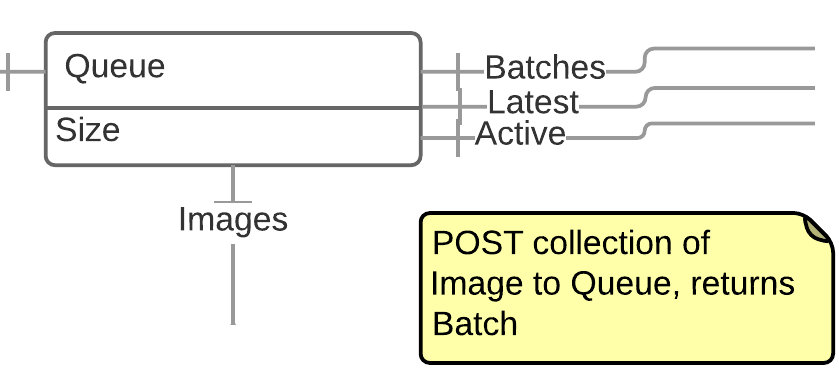 Queue
Batches
Latest
Size
Active
Images
POST collection of
Image to Queue, returns
Batch